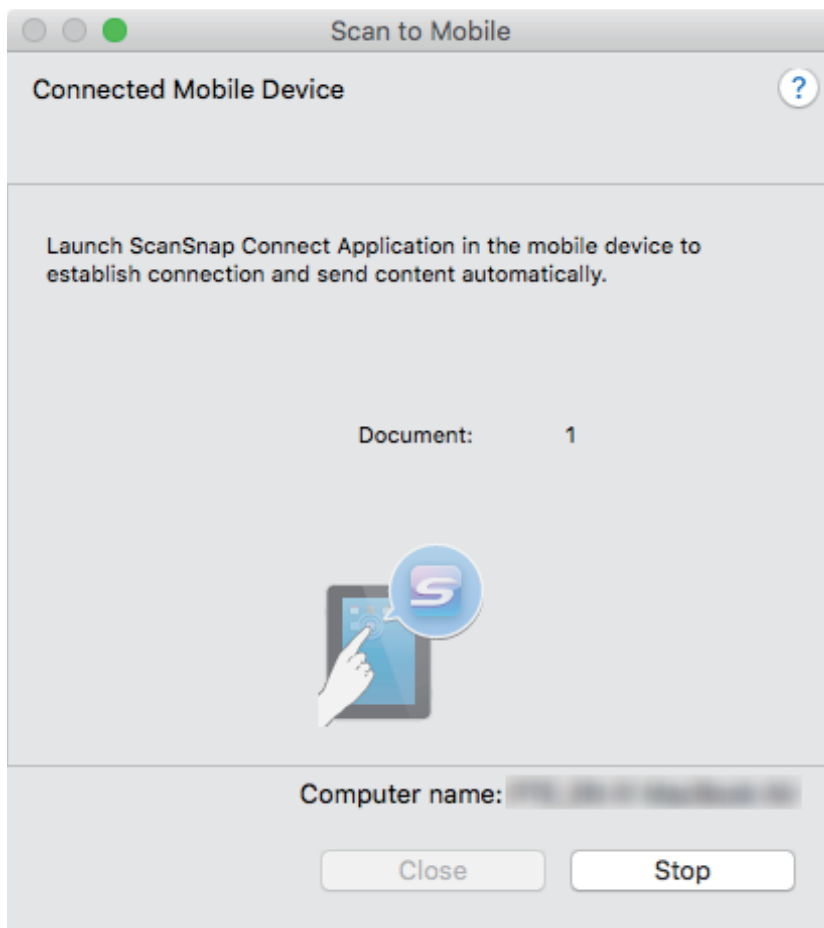 Scan to Mobile
Connected Mobile Device
?
Launch ScanSnap Connect Application in the mobile device to
establish connection and send content automatically.
Document: 1
S
Computer name:
Close
Stop